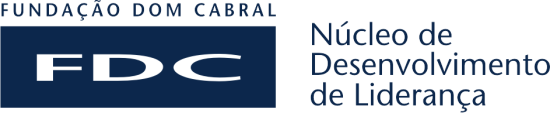 FUNDAÇÃO DOM CABRAL
FDC
Núcleo de
Desenvolvimento
de Liderança